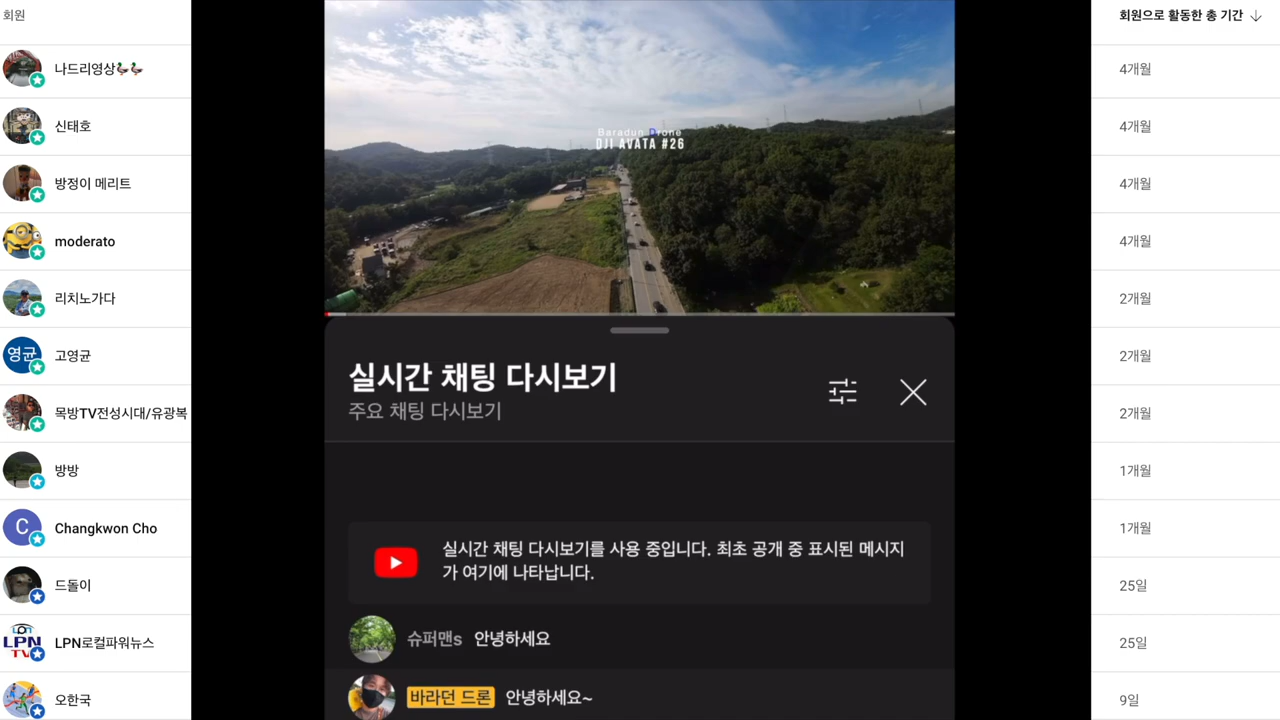 회원
나드리영상🦆🦆
신태호
방정이 메리트
moderato
리치노가다
영균
고영균
목방TV전성시대/유광복
방방
C
Changkwon Cho
드돌이
LPN
TV
LPN로컬파워뉴스
오한국
Baradun Drone
DJI AVATA #26
실시간 채팅 다시보기
주요 채팅 다시보기
실시간 채팅 다시보기를 사용 중입니다. 최초 공개 중 표시된 메시지
가 여기에 나타납니다.
슈퍼맨s 안녕하세요
바라던 드론 안녕하세요~
회원으로 활동한 총 기간 ↓
4개월
4개월
4개월
4개월
2개월
2개월
2개월
1개월
1개월
25일
25일
9일